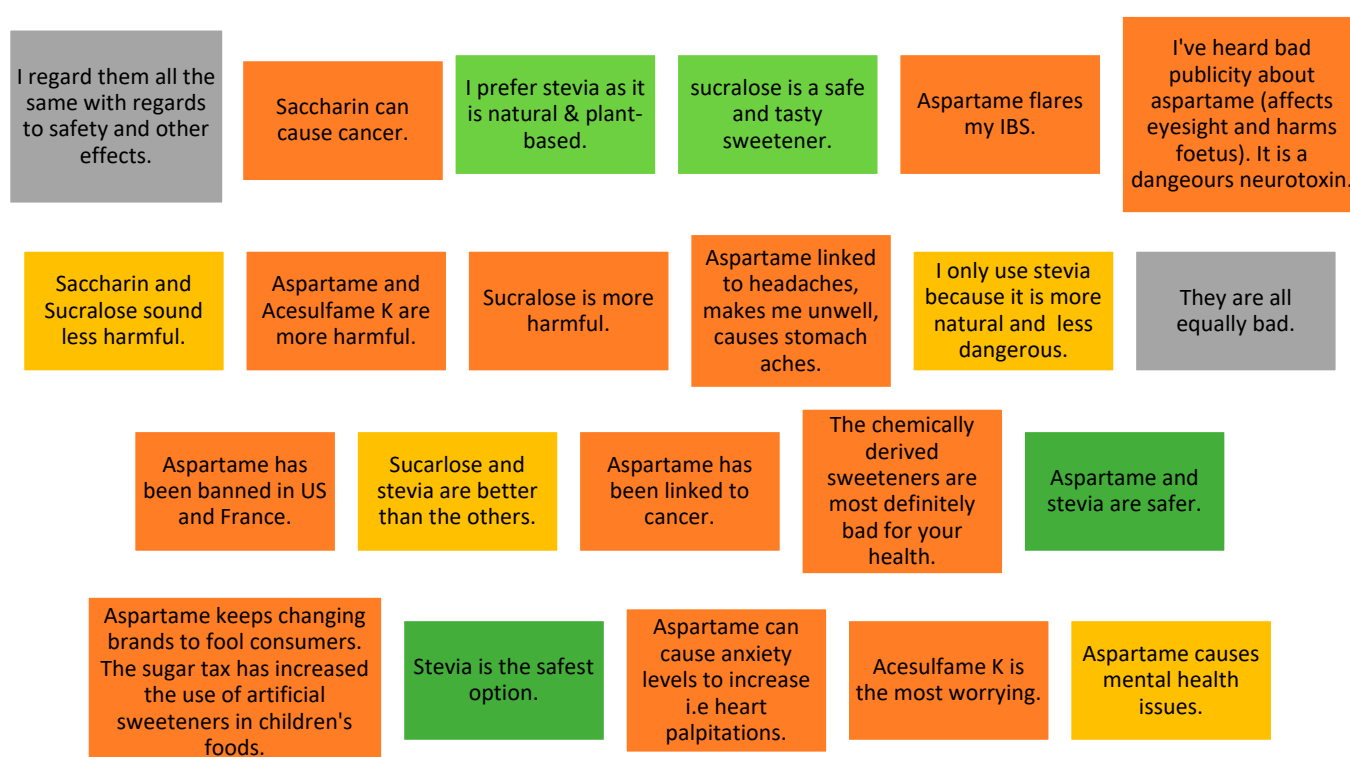 I regard them all the
same with regards
to safety and other
effects.
Saccharin can
cause cancer.
I prefer stevia as it
is natural & plant-
based.
sucralose is a safe
and tasty
sweetener.
Aspartame flares
my IBS.
I've heard bad
publicity about
aspartame (affects
eyesight and harms
foetus). It is a
dangeours neurotoxin.
Saccharin and
Sucralose sound
less harmful.
Aspartame and
Acesulfame K are
more harmful.
Sucralose is more
harmful.
Aspartame linked
to headaches,
makes me unwell,
causes stomach
aches.
I only use stevia
because it is more
natural and less
dangerous.
They are all
equally bad.
Aspartame has
been banned in US
and France.
Sucarlose and
stevia are better
than the others.
Aspartame has
been linked to
cancer.
The chemically
derived
sweeteners are
most definitely
bad for your
health.
Aspartame and
stevia are safer.
Aspartame keeps changing
brands to fool consumers.
The sugar tax has increased
the use of artificial
sweeteners in children's
foods.
Stevia is the safest
option.
Aspartame can
cause anxiety
levels to increase
i.e heart
palpitations.
Acesulfame K is
the most worrying.
Aspartame causes
mental health
issues.